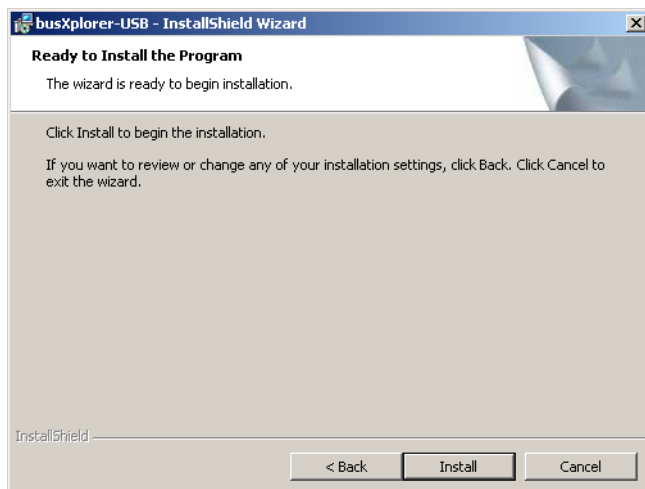 busXplorer-USB - InstallShield Wizard
Ready to Install the Program
The wizard is ready to begin installation.
Click Install to begin the installation.
If you want to review or change any of your installation settings, click Back. Click Cancel to
exit the wizard.
InstallShield
< Back
Install
Cancel